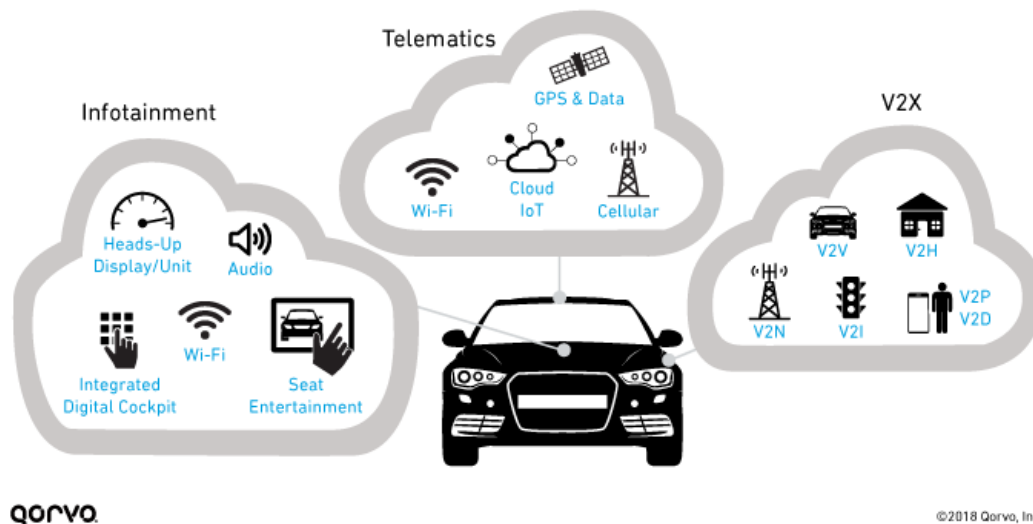 Telematics
GPS & Data
Wi-Fi
Cloud
IoT
Cellular
Infotainment
Heads-Up
Display/Unit
Audio
Integrated
Digital Cockpit
Wi-Fi
Seat
Entertainment
V2X
V2V
V2H
V2N
V2I
V2P
V2D
QORVO.
©2018 Qorvo, In